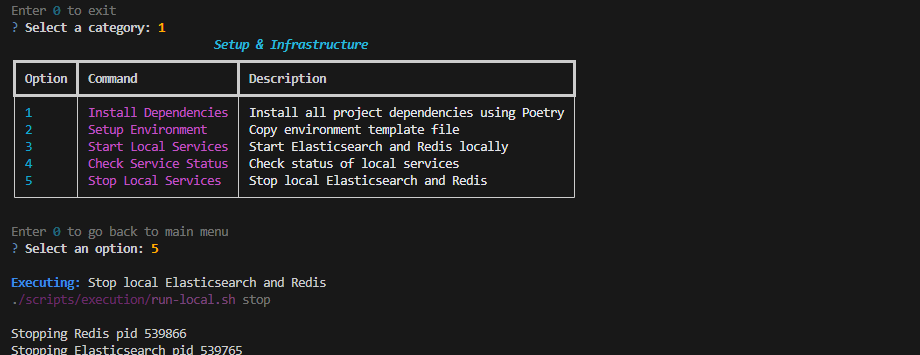 Enter 0 to exit
? Select a category: 1
Setup & Infrastructure
Option Command Description
1 Install Dependencies Install all project dependencies using Poetry
2 Setup Environment Copy environment template file
3 Start Local Services Start Elasticsearch and Redis locally
4 Check Service Status Check status of local services
5 Stop Local Services Stop local Elasticsearch and Redis
Enter 0 to go back to main menu
? Select an option: 5
Executing: Stop local Elasticsearch and Redis
./scripts/execution/run-local.sh stop
Stopping Redis pid 539866
Stopping Elasticsearch pid 539765